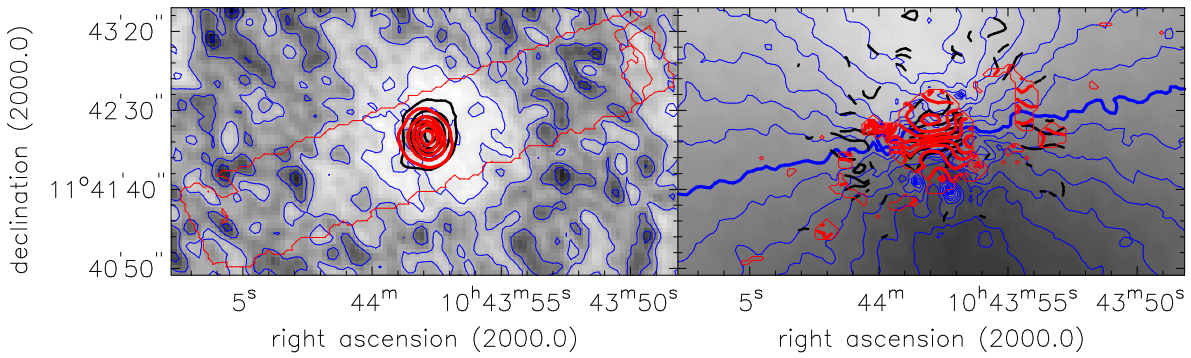 declination (2000.0)
43'20''
42'30''
11°41'40''
40'50''
5ˢ 44ᵐ 10ʰ43ᵐ55ˢ 43ᵐ50ˢ
5ˢ 44ᵐ 10ʰ43ᵐ55ˢ 43ᵐ50ˢ
right ascension (2000.0)
right ascension (2000.0)